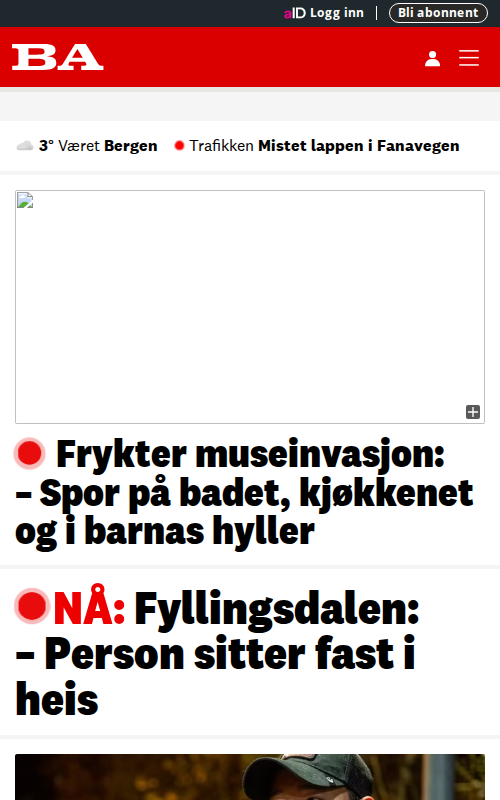 aID Logg inn
Bli abonnent
BA
3° Været Bergen
Trafikken Mistet lappen i Fanavegen
Frykter museinvasjon:
– Spor på badet, kjøkkenet
og i barnas hyller
NÅ: Fyllingsdalen:
– Person sitter fast i
heis